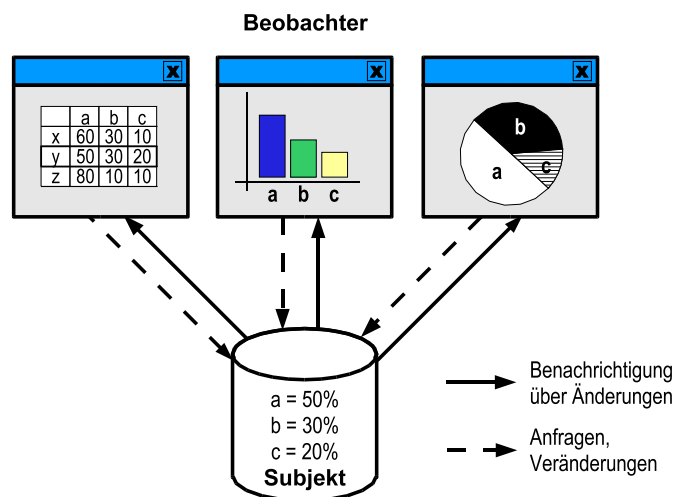 Beobachter
x
x
x
a b c
x 60 30 10
y 50 30 20
z 80 10 10
a b c
b
a
c
a = 50%
b = 30%
c = 20%
Subjekt
Benachrichtigung
über Änderungen
Anfragen,
Veränderungen